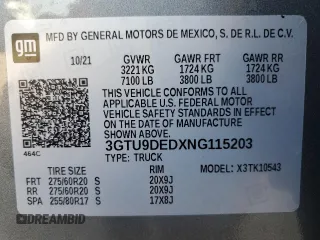 gm
MFD BY GENERAL MOTORS DE MEXICO, S. DE R.L. DE C.V.
10/21 GVWR GAWR FRT GAWR RR
3221 KG 1724 KG 1724 KG
7100 LB 3800 LB 3800 LB
THIS VEHICLE CONFORMS TO ALL APPLICABLE
U.S. FEDERAL MOTOR
VEHICLE SAFETY STANDARDS IN EFFECT ON
THE DATE OF MANUFACTURE SHOWN ABOVE.
464C 3GTU9DEDXNG115203
TYPE: TRUCK X3TK10543
TIRE SIZE RIM
FRT 275/60R20 S 20X9J
RR 275/60R20 S 20X9J
SPA 255/80R17 S 17X8J
DREAMBID